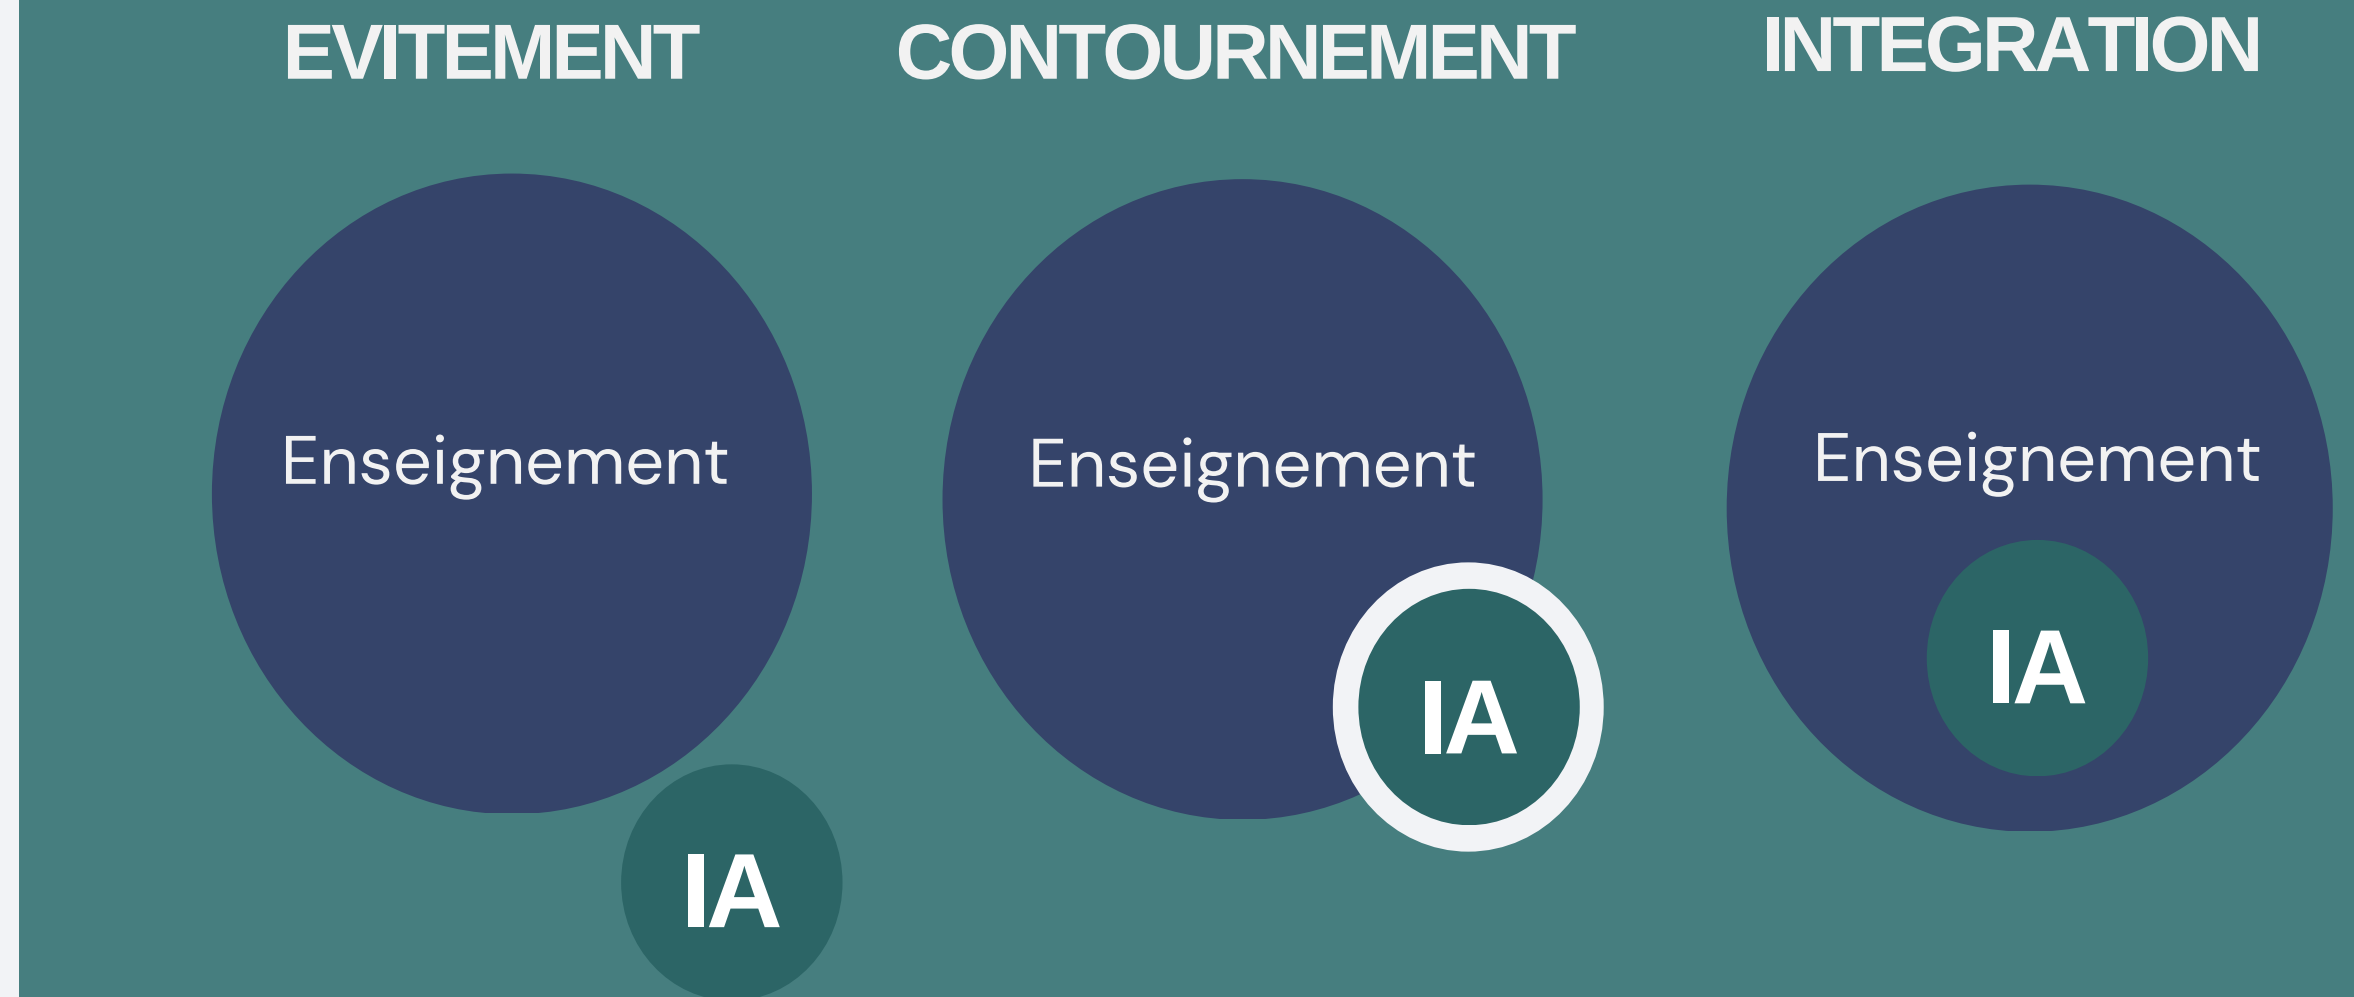 EVITEMENT
Enseignement
IA
CONTOURNEMENT
Enseignement
IA
INTEGRATION
Enseignement
IA